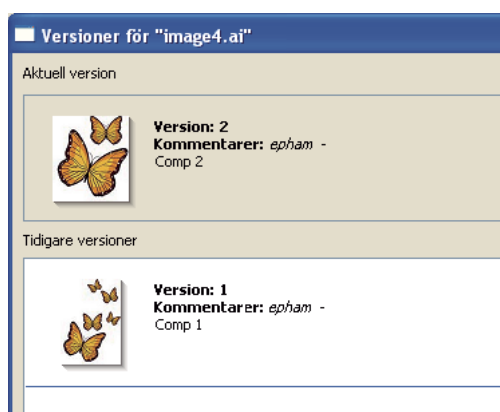 Versioner för "image4.ai"
Aktuell version
Version: 2
Kommentarer: epham -
Comp 2
Tidigare versioner
Version: 1
Kommentarer: epham -
Comp 1